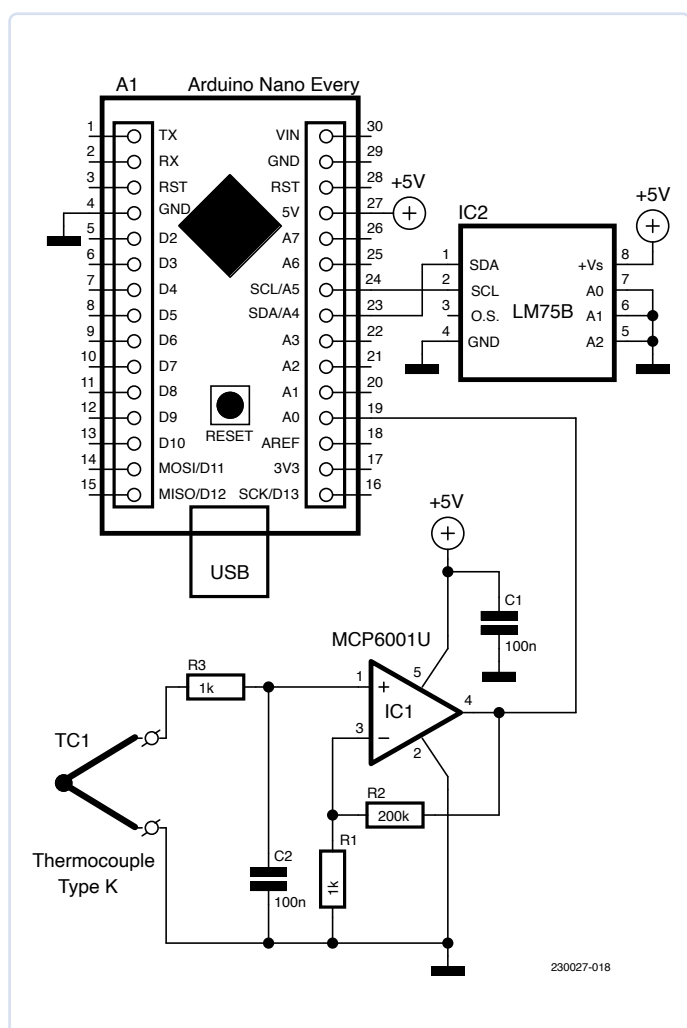 A1 Arduino Nano Every
1 TX VIN 30
2 RX GND 29
3 RST RST 28
4 GND 5V 27 +5V
5 D2 A7 26
6 D3 A6 25
7 D4 SCL/A5 24
8 D5 SDA/A4 23
9 D6 A3 22
10 D7 A2 21
11 D8 A1 20
12 D9 A0 19
13 D10 AREF 18
14 MOSI/D11 3V3 17
15 MISO/D12 SCK/D13 16
RESET
USB
IC2 +5V
1 SDA +Vs 8
2 SCL A0 7
3 O.S. LM75B A1 6
4 GND A2 5
+5V
C1
100n
MCP6001U
R3
1k
1 + 5
IC1 4
3 − 2
TC1
R2
200k
R1
1k
C2
100n
Thermocouple
Type K
230027-018